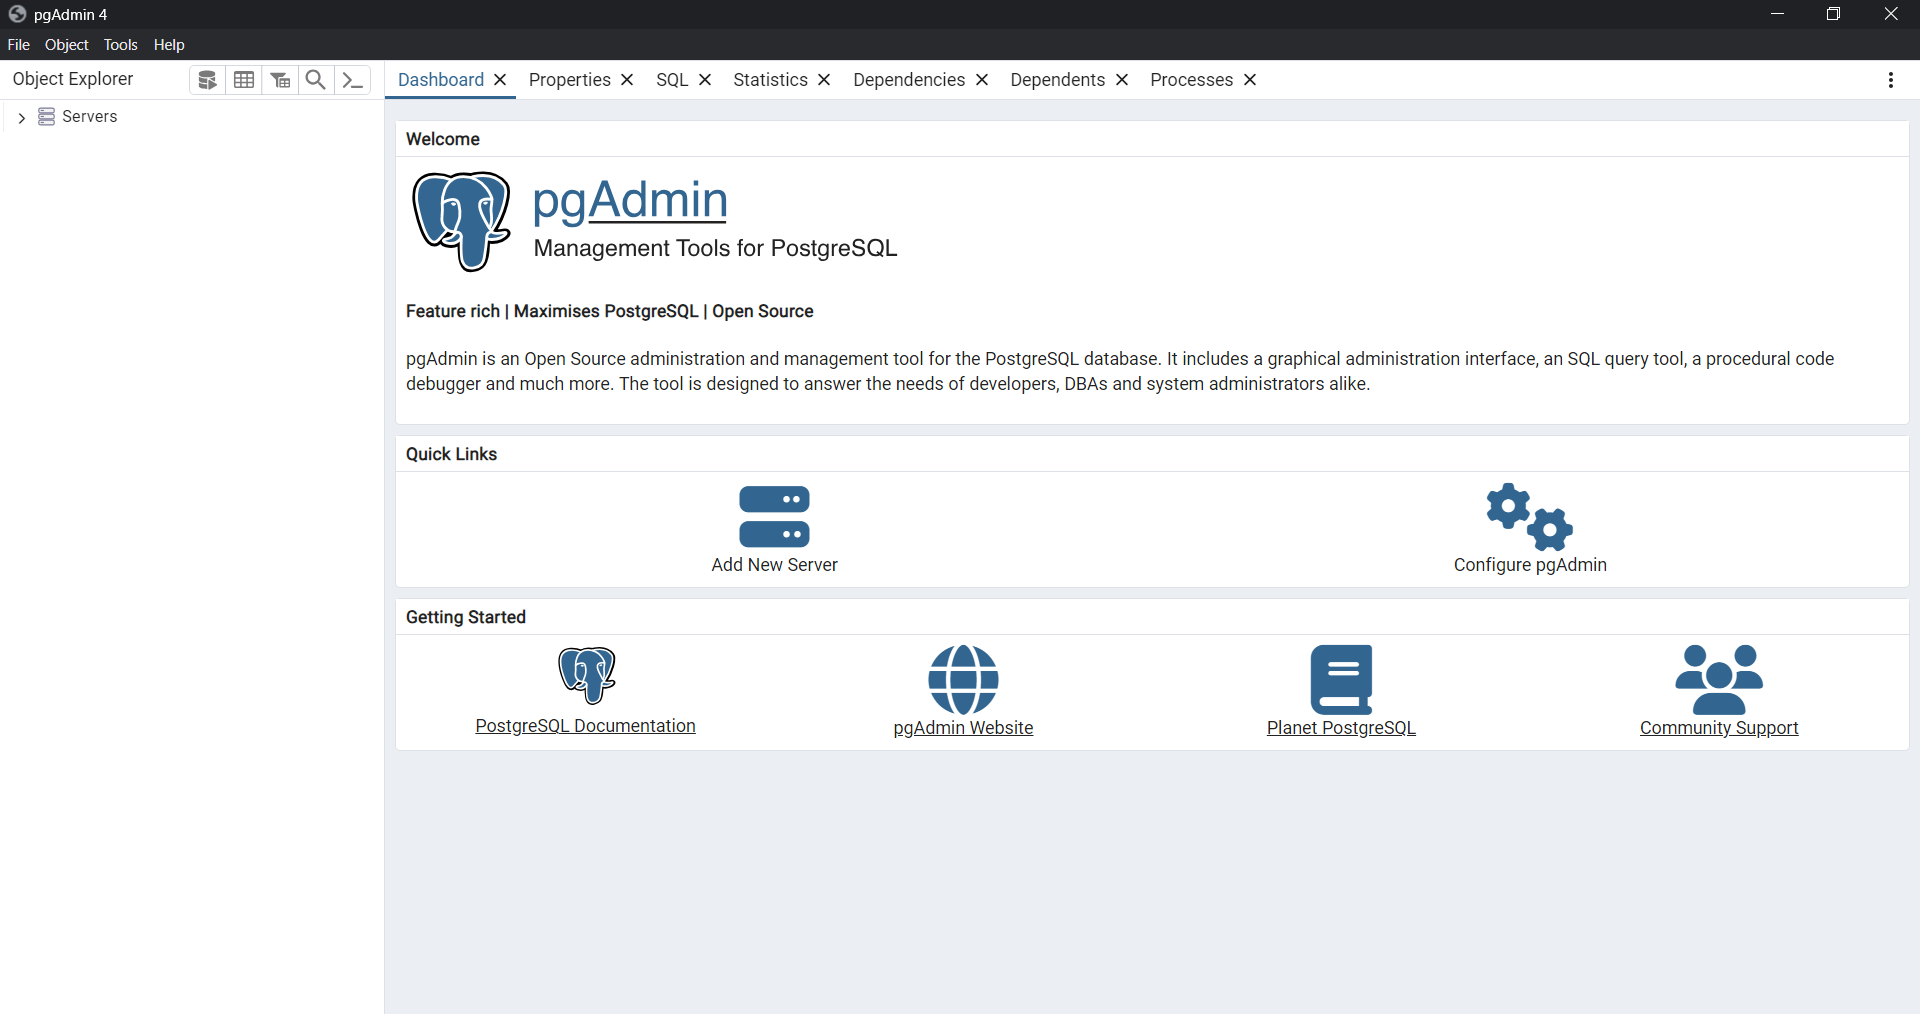 pgAdmin 4
File Object Tools Help
Object Explorer
Dashboard Properties SQL Statistics Dependencies Dependents Processes
Servers
Welcome
pgAdmin
Management Tools for PostgreSQL
Feature rich | Maximises PostgreSQL | Open Source
pgAdmin is an Open Source administration and management tool for the PostgreSQL database. It includes a graphical administration interface, an SQL query tool, a procedural code
debugger and much more. The tool is designed to answer the needs of developers, DBAs and system administrators alike.
Quick Links
Add New Server
Configure pgAdmin
Getting Started
PostgreSQL Documentation
pgAdmin Website
Planet PostgreSQL
Community Support